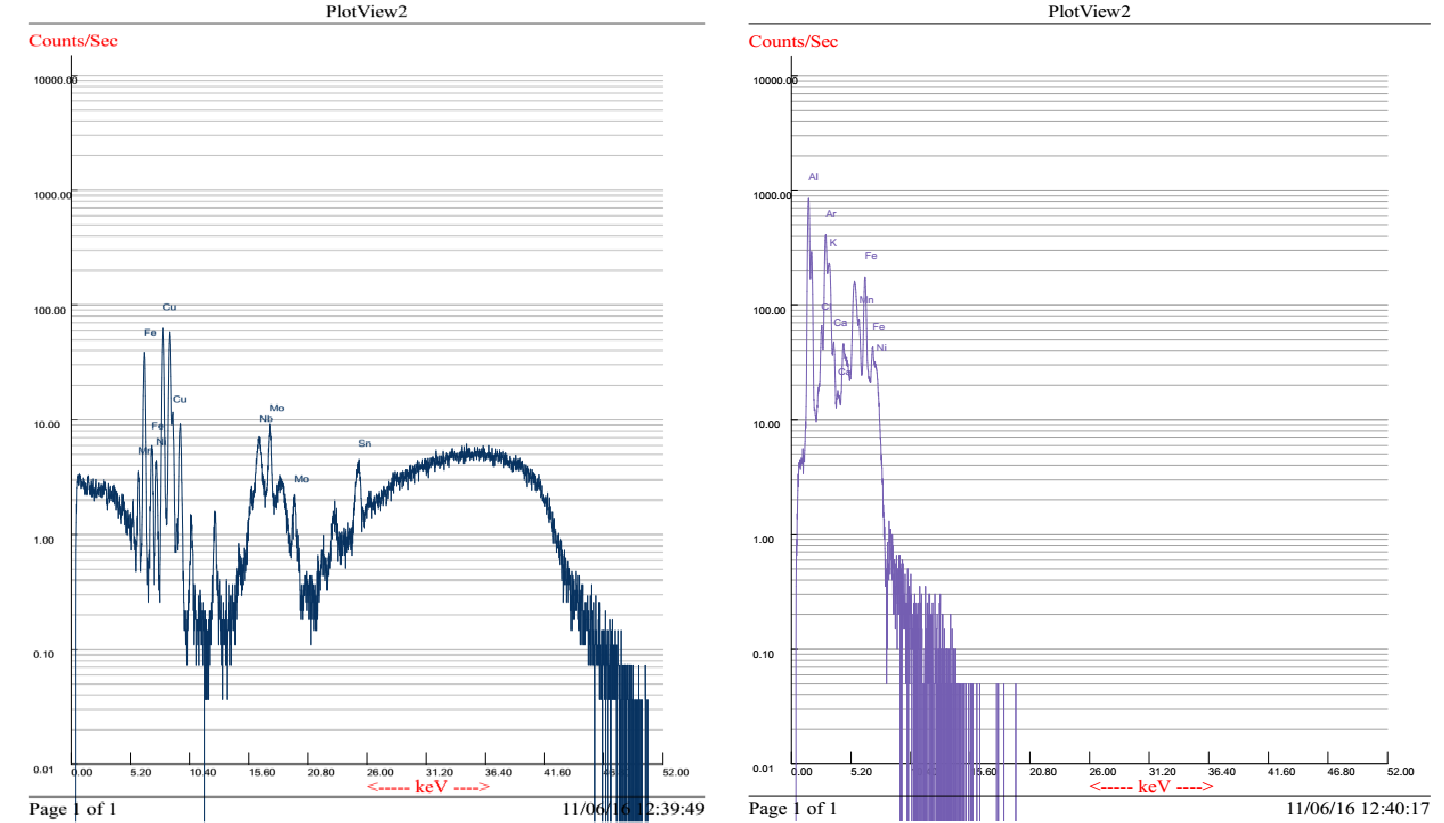 PlotView2
Counts/Sec
10000.00
1000.00
100.00
10.00
1.00
0.10
0.01
Cu
Fe
Cu
Fe
Ni
Mn
Mo
Nb
Mo
Sn
0.00 5.20 10.40 15.60 20.80 26.00 31.20 36.40 41.60 52.00
<----- keV ---->
Page 1 of 1 11/06/16 12:39:49
PlotView2
Counts/Sec
10000.00
1000.00
100.00
10.00
1.00
0.10
0.01
Al
Ar
K
Fe
Mn
Cl
Ca
Fe
Ni
Ca
0.00 5.20 15.60 20.80 26.00 31.20 36.40 41.60 46.80 52.00
<----- keV ---->
Page 1 of 1 11/06/16 12:40:17